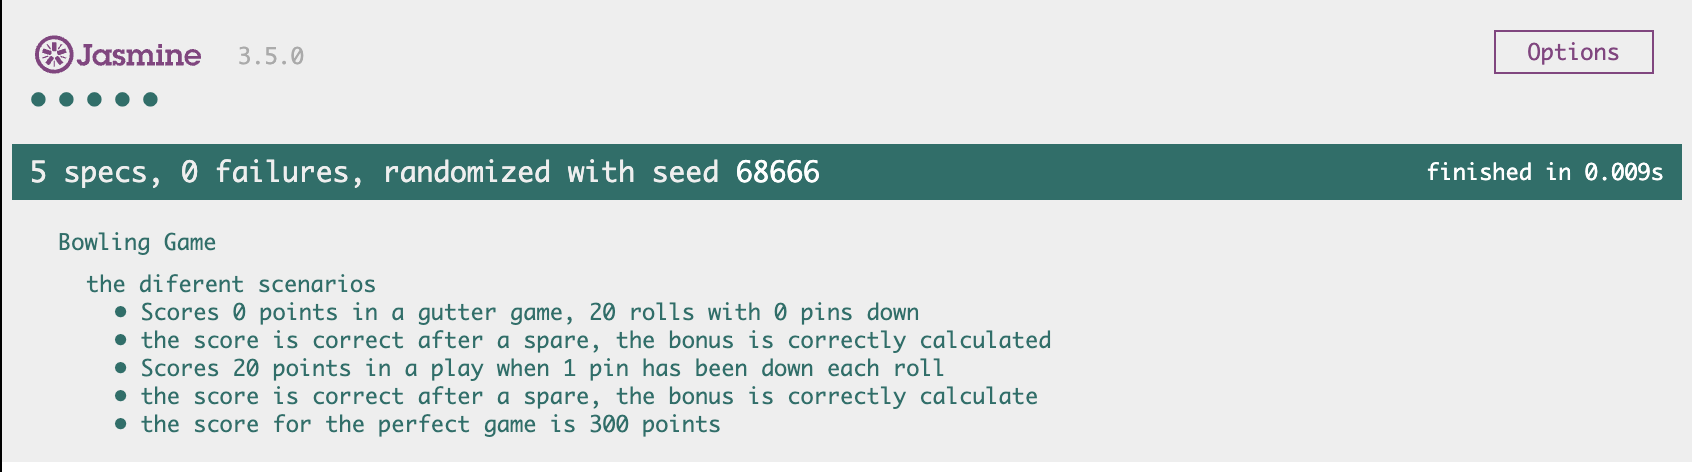 Jasmine 3.5.0 Options
5 specs, 0 failures, randomized with seed 68666 finished in 0.009s
Bowling Game
the diferent scenarios
Scores 0 points in a gutter game, 20 rolls with 0 pins down
the score is correct after a spare, the bonus is correctly calculated
Scores 20 points in a play when 1 pin has been down each roll
the score is correct after a spare, the bonus is correctly calculate
the score for the perfect game is 300 points